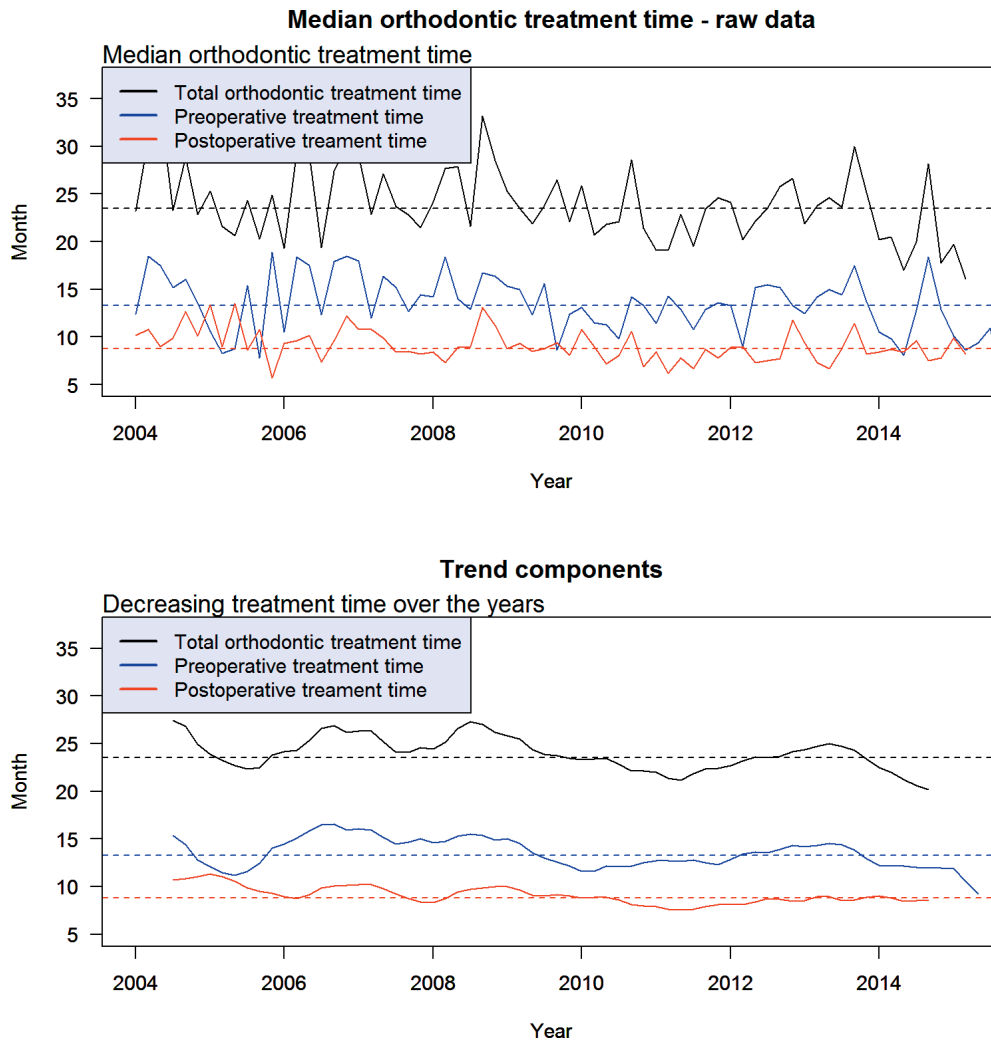 Median orthodontic treatment time - raw data
Median orthodontic treatment time
Total orthodontic treatment time
Preoperative treatment time
Postoperative treament time
Month
35
30
25
20
15
10
5
2004 2006 2008 2010 2012 2014
Year
Trend components
Decreasing treatment time over the years
Total orthodontic treatment time
Preoperative treatment time
Postoperative treament time
Month
35
30
25
20
15
10
5
2004 2006 2008 2010 2012 2014
Year